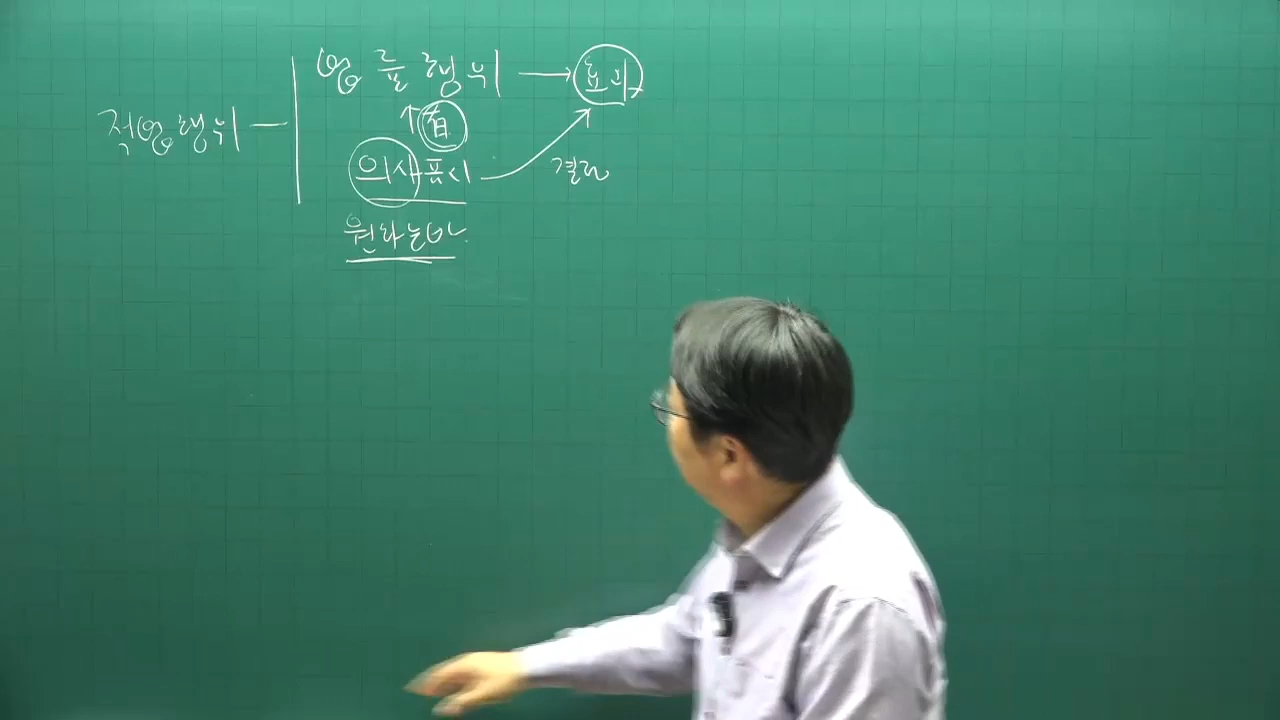 법률행위 → 효과
적법행위 ─
↑ 有
의사표시
결과
원하는바